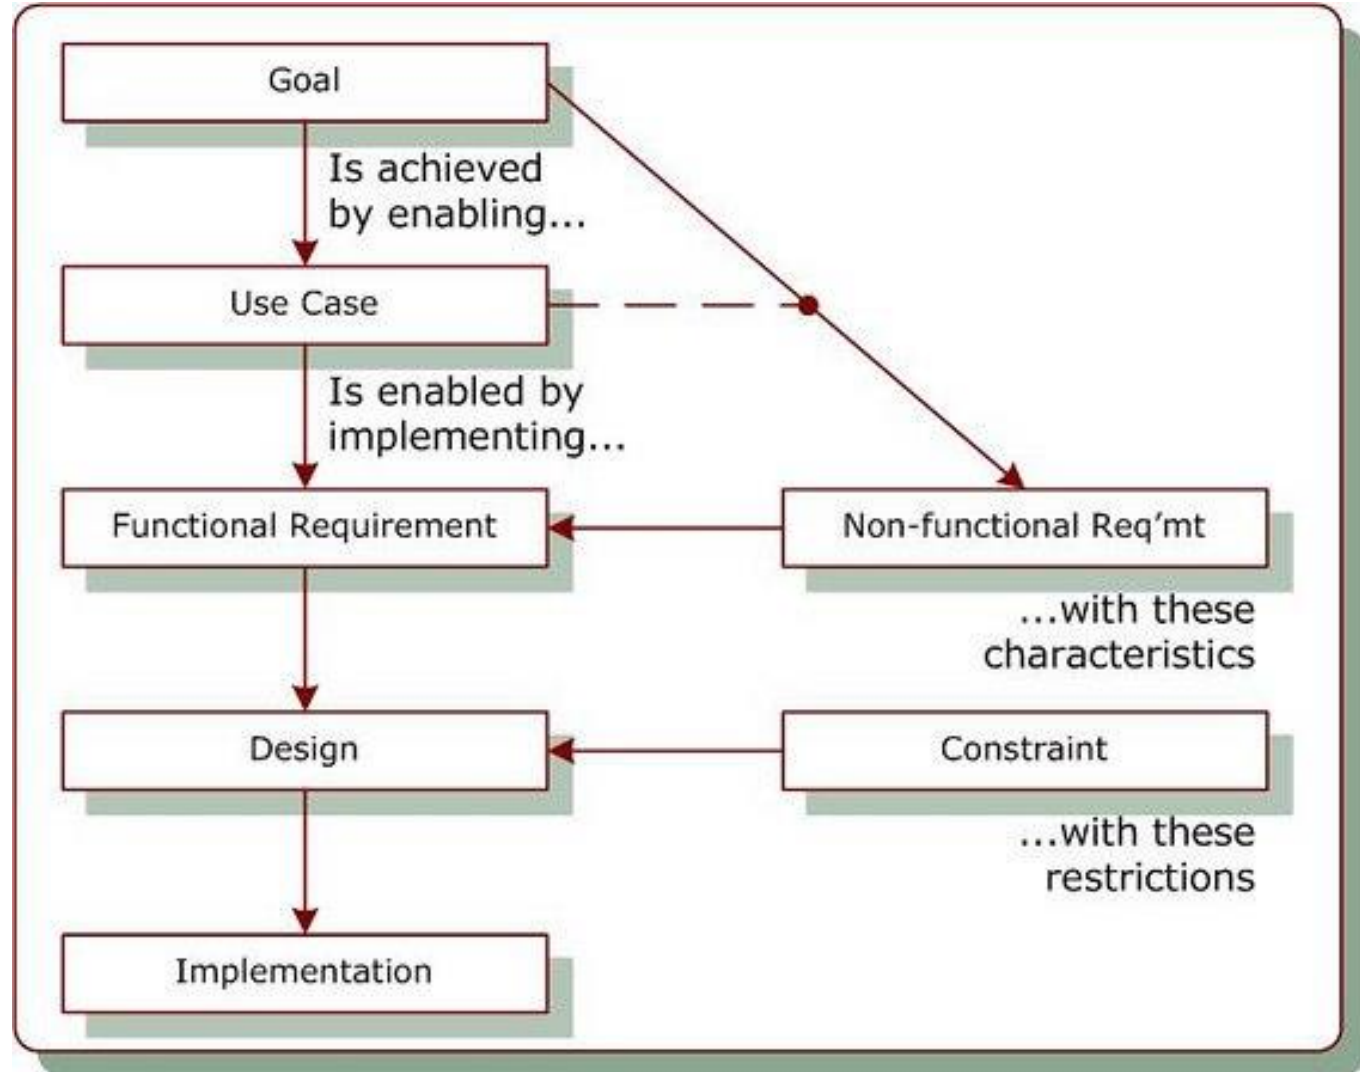 Goal
Is achieved
by enabling...
Use Case
Is enabled by
implementing...
Functional Requirement
Non-functional Req’mt
...with these
characteristics
Design
Constraint
...with these
restrictions
Implementation